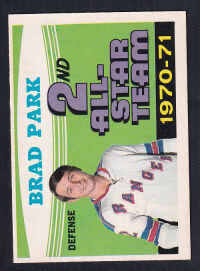 BRAD PARK
DEFENSE
2ND
ALL-
STAR
TEAM
1970-71
RANGERS